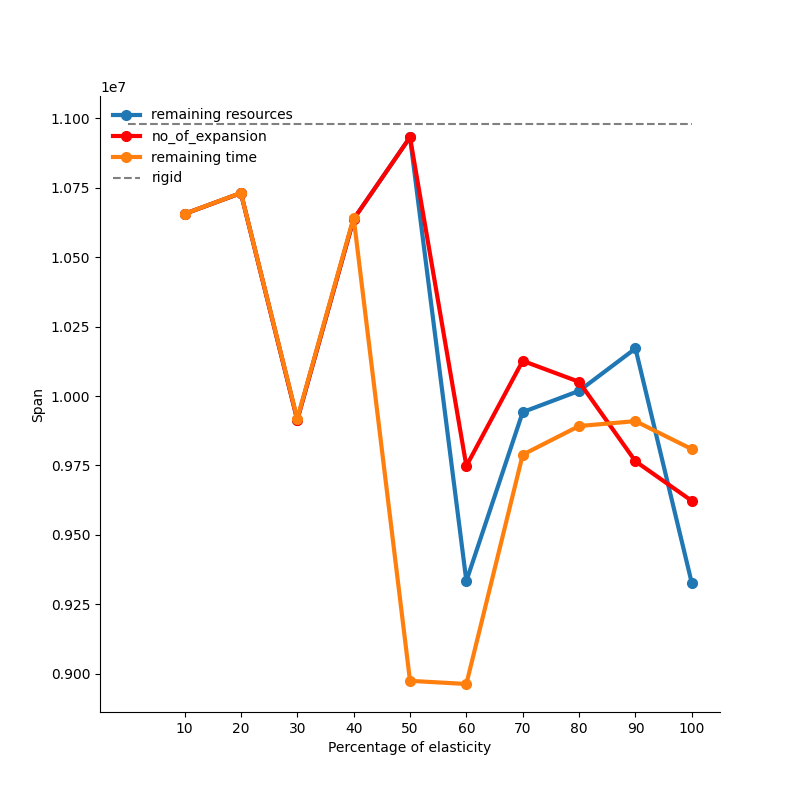 1e7
1.100
1.075
1.050
1.025
1.000
0.975
0.950
0.925
0.900
Span
remaining resources
no_of_expansion
remaining time
rigid
10 20 30 40 50 60 70 80 90 100
Percentage of elasticity